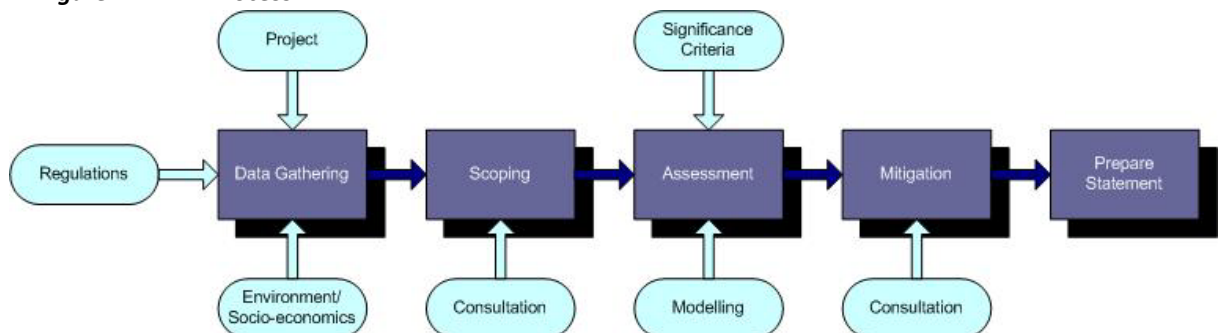 Project
Significance
Criteria
Regulations
Data Gathering
Scoping
Assessment
Mitigation
Prepare
Statement
Environment/
Socio-economics
Consultation
Modelling
Consultation